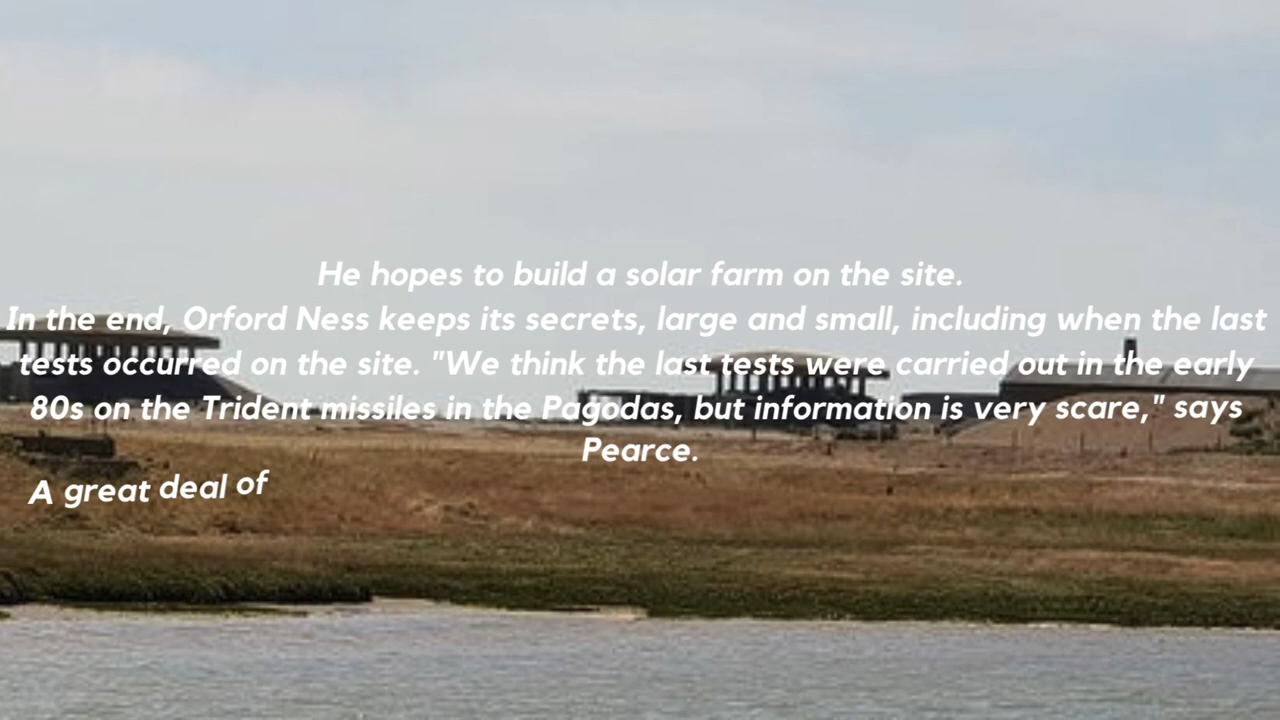 He hopes to build a solar farm on the site.
In the end, Orford Ness keeps its secrets, large and small, including when the last
tests occurred on the site. "We think the last tests were carried out in the early
80s on the Trident missiles in the Pagodas, but information is very scare," says
Pearce.
A great deal of